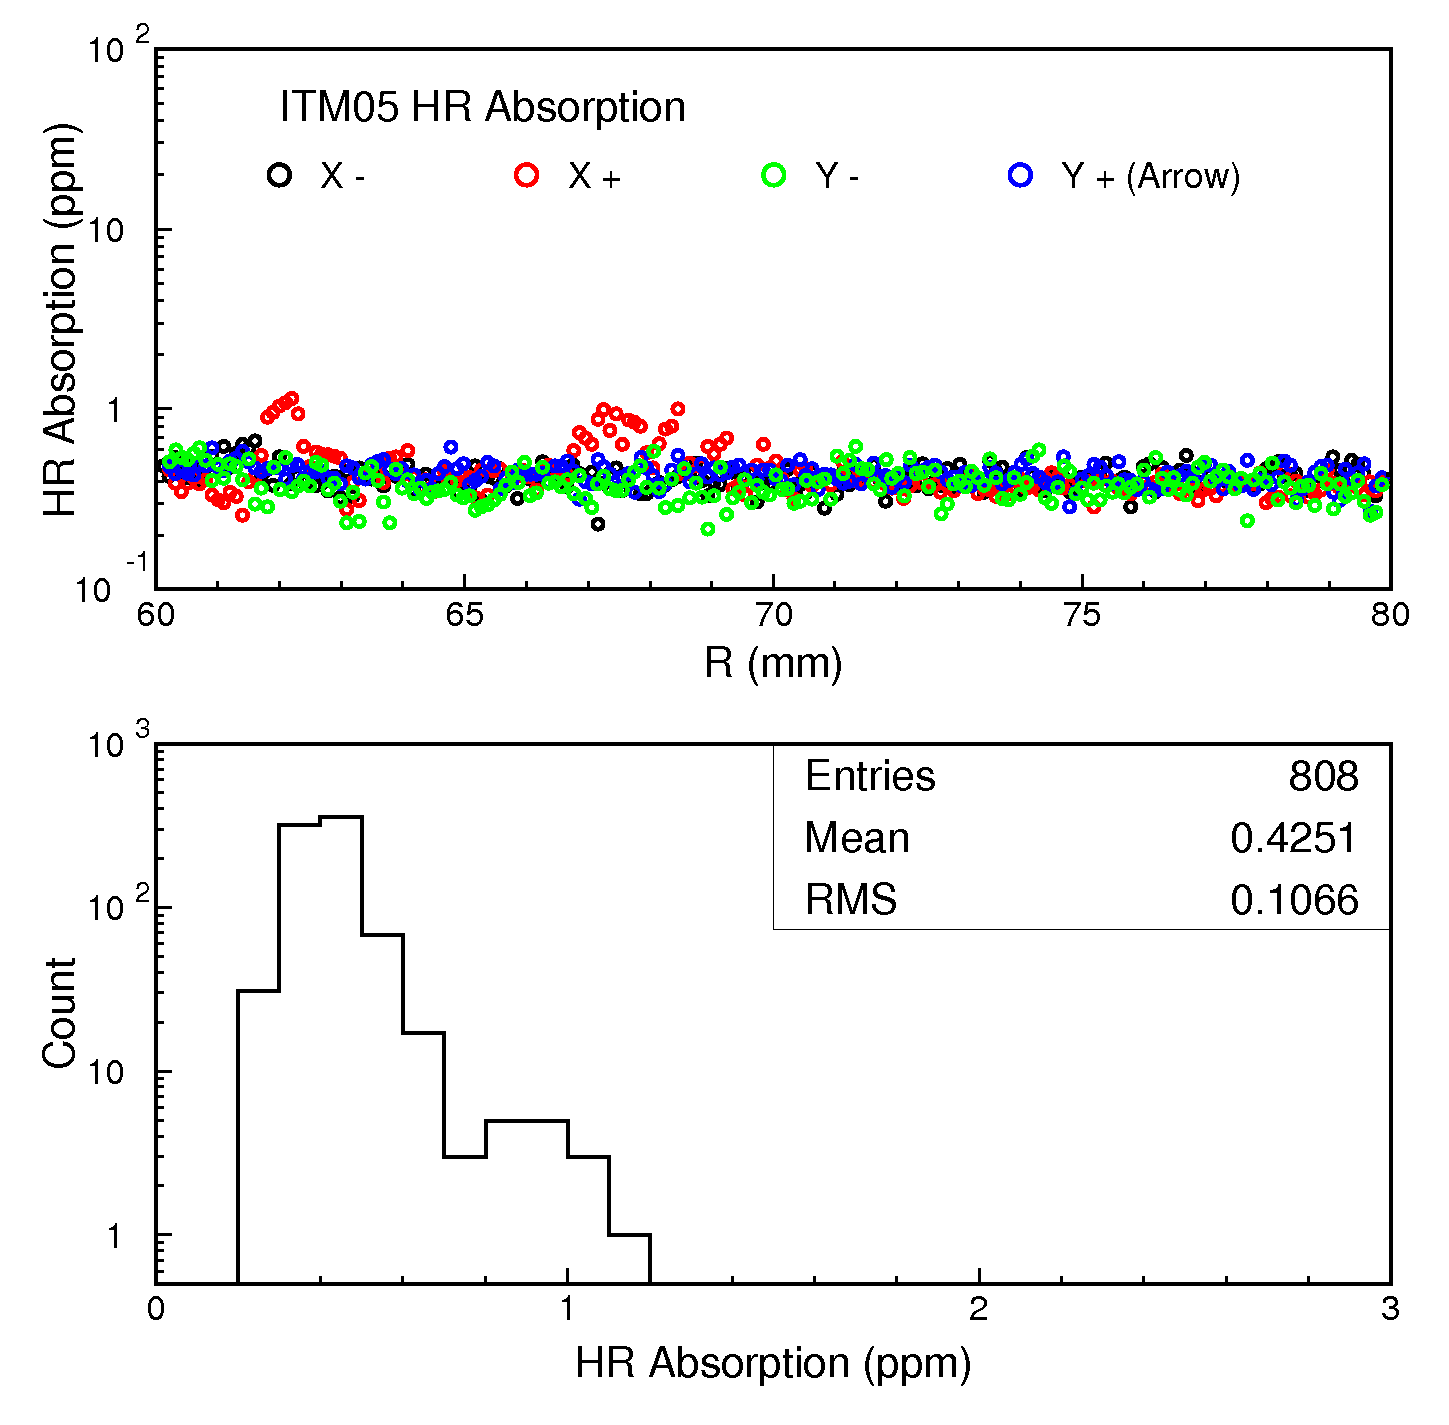 10 2
ITM05 HR Absorption
X - X + Y - Y + (Arrow)
10
1
10 -1
HR Absorption (ppm)
60 65 70 75 80
R (mm)
10 3
Entries 808
Mean 0.4251
RMS 0.1066
10 2
10
1
Count
0 1 2 3
HR Absorption (ppm)